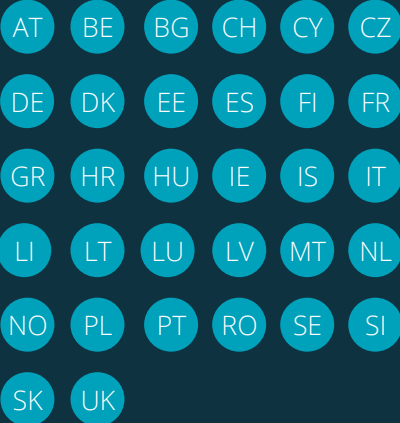 AT BE BG CH CY CZ
DE DK EE ES FI FR
GR HR HU IE IS IT
LI LT LU LV MT NL
NO PL PT RO SE SI
SK UK